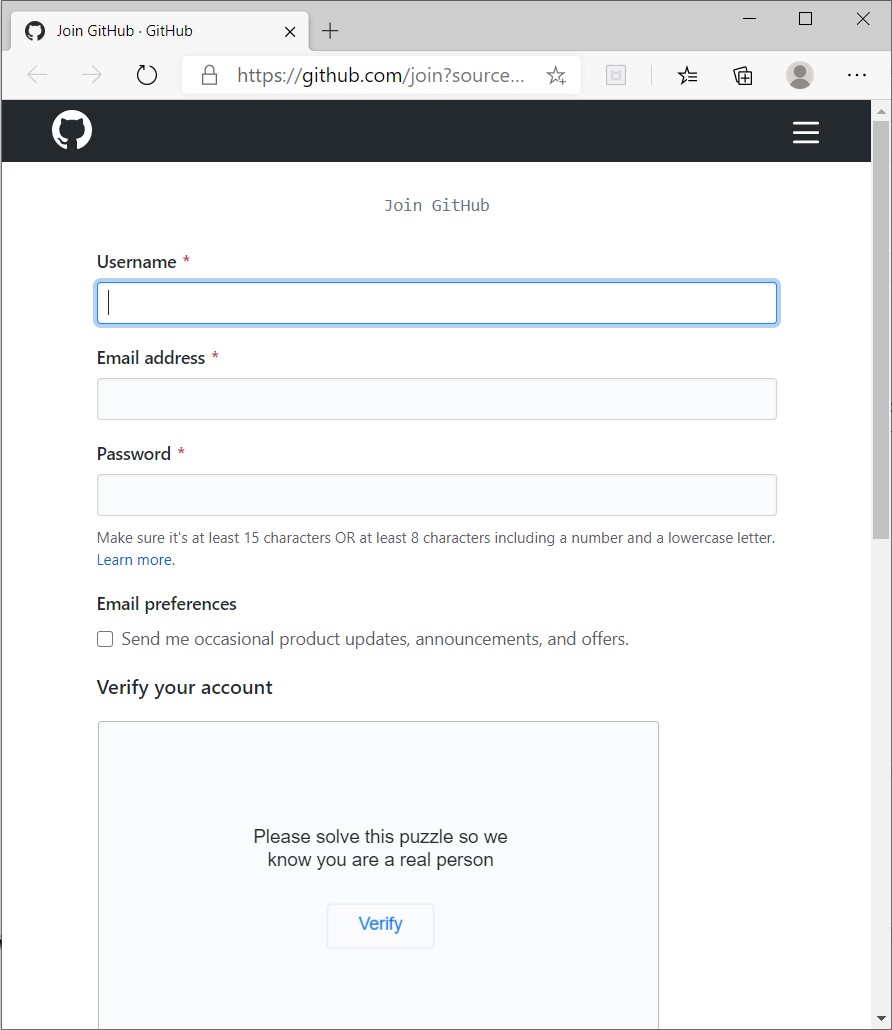 Join GitHub · GitHub
https://github.com/join?source...
Join GitHub
Username *
Email address *
Password *
Make sure it's at least 15 characters OR at least 8 characters including a number and a lowercase letter.
Learn more.
Email preferences
Send me occasional product updates, announcements, and offers.
Verify your account
Please solve this puzzle so we
know you are a real person
Verify